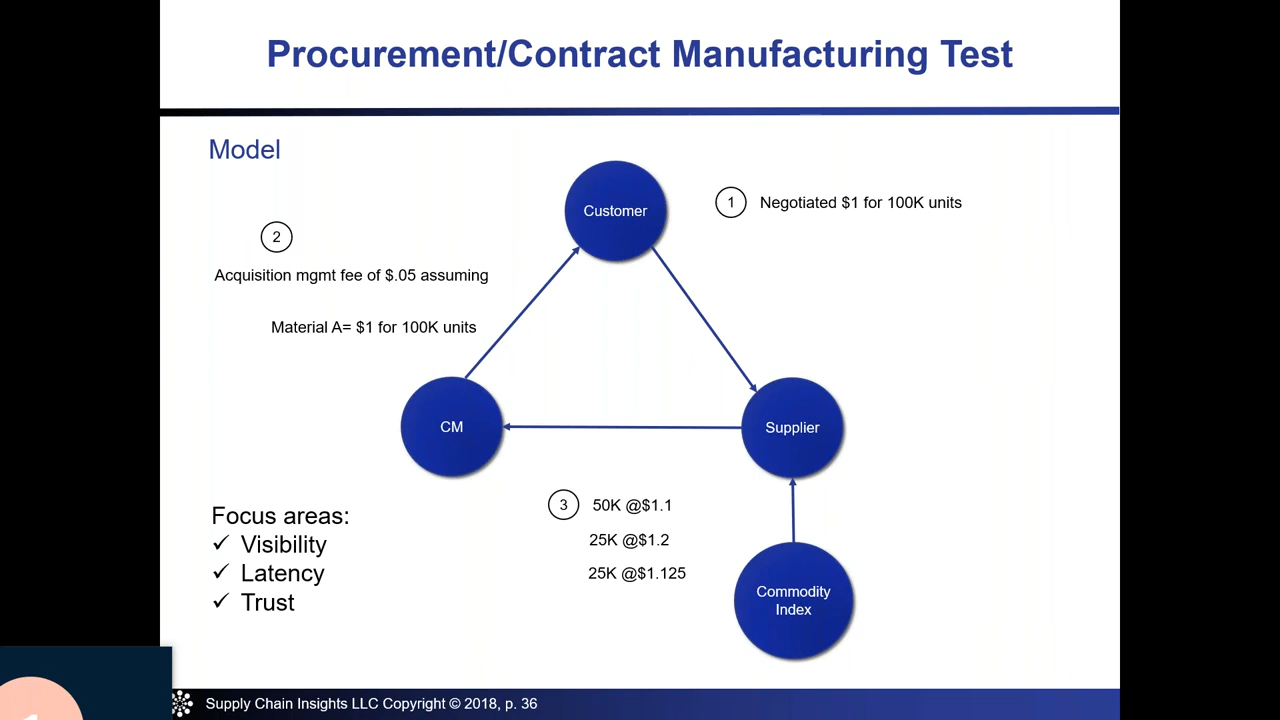 Procurement/Contract Manufacturing Test
Model
Customer
1
Negotiated $1 for 100K units
2
Acquisition mgmt fee of $.05 assuming
Material A= $1 for 100K units
CM
Supplier
3
50K @$1.1
25K @$1.2
25K @$1.125
Commodity
Index
Focus areas:
✓ Visibility
✓ Latency
✓ Trust
Supply Chain Insights LLC Copyright © 2018, p. 36